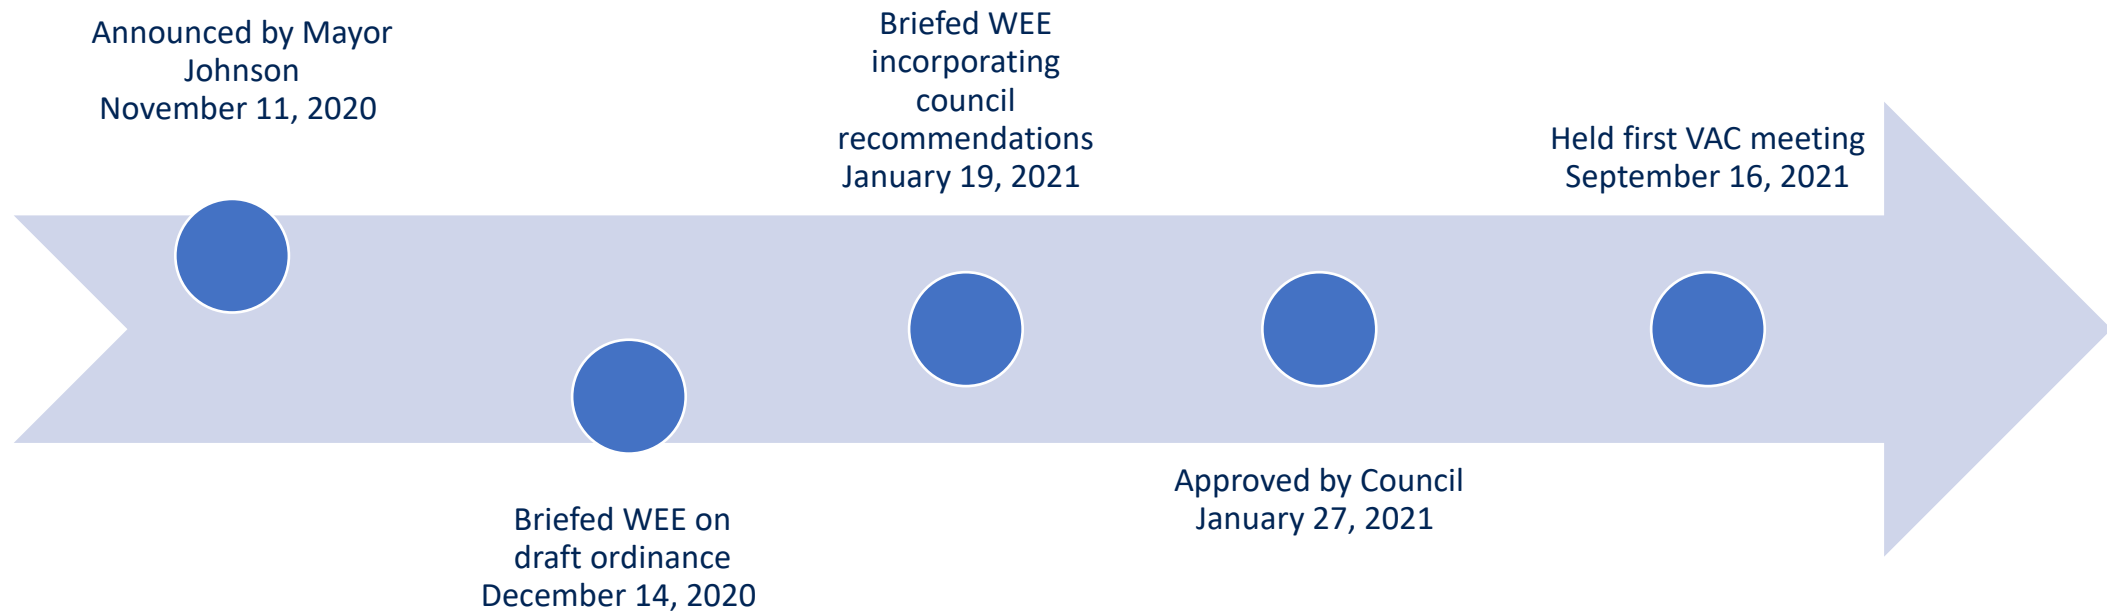 Announced by Mayor
Johnson
November 11, 2020
Briefed WEE on
draft ordinance
December 14, 2020
Briefed WEE
incorporating
council
recommendations
January 19, 2021
Approved by Council
January 27, 2021
Held first VAC meeting
September 16, 2021